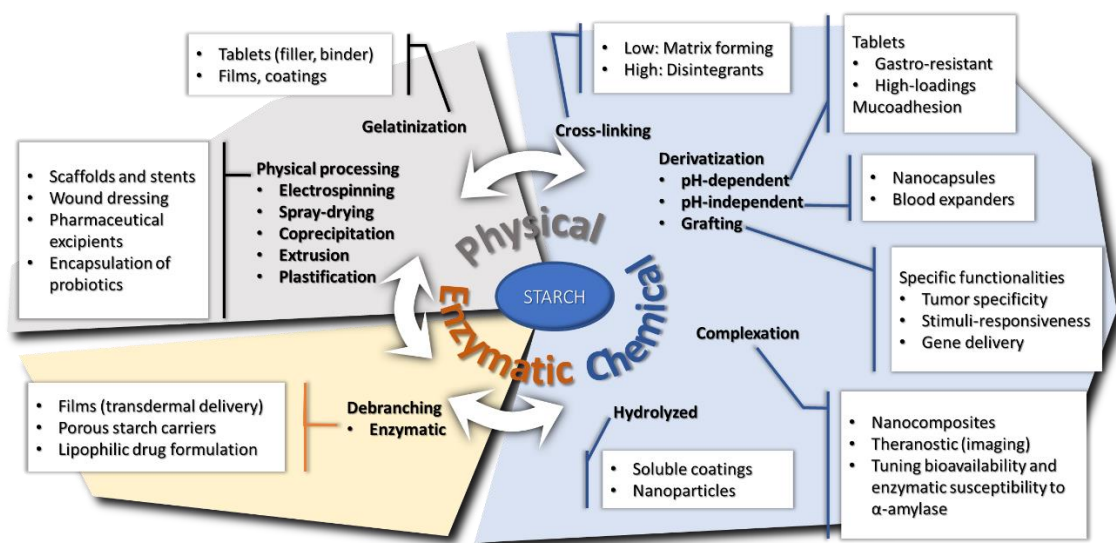 • Tablets (filler, binder)
• Films, coatings
Gelatinization
• Scaffolds and stents
• Wound dressing
• Pharmaceutical
excipients
• Encapsulation of
probiotics
Physical processing
• Electrospinning
• Spray-drying
• Coprecipitation
• Extrusion
• Plastification
• Low: Matrix forming
• High: Disintegrants
Cross-linking
Tablets
• Gastro-resistant
• High-loadings
Mucoadhesion
Derivatization
• pH-dependent
• pH-independent
• Grafting
• Nanocapsules
• Blood expanders
Specific functionalities
• Tumor specificity
• Stimuli-responsiveness
• Gene delivery
Physical
STARCH
Enzymatic
Chemical
Complexation
• Nanocomposites
• Theranostic (imaging)
• Tuning bioavailability and
enzymatic susceptibility to
α-amylase
Hydrolyzed
• Soluble coatings
• Nanoparticles
Debranching
• Enzymatic
• Films (transdermal delivery)
• Porous starch carriers
• Lipophilic drug formulation